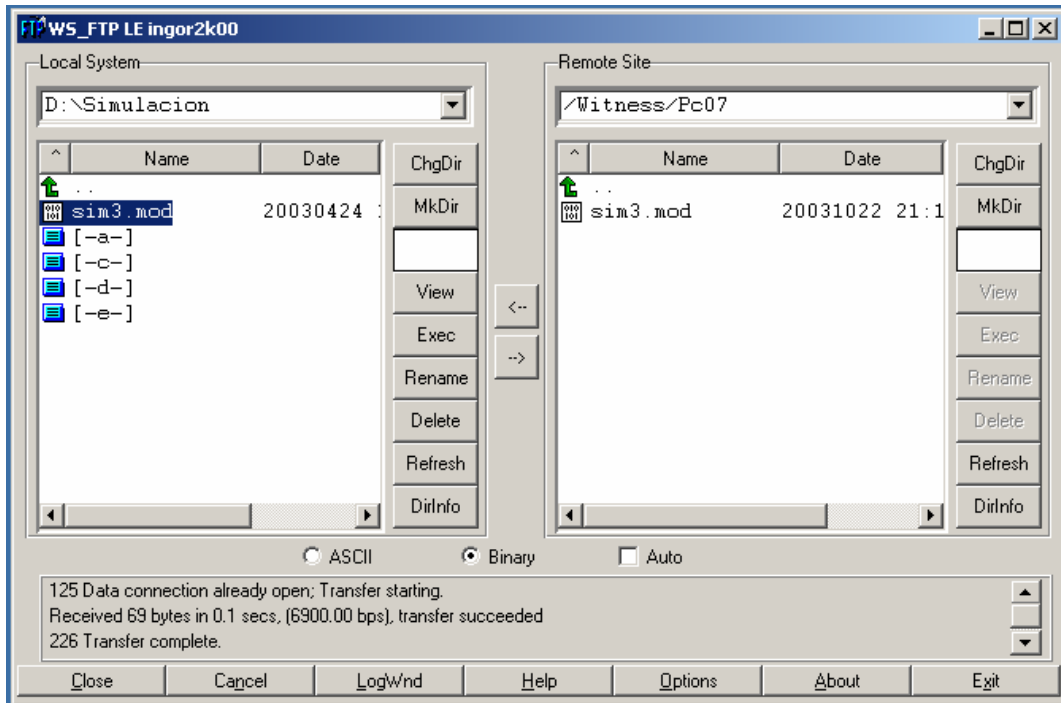 WS_FTP LE ingor2k00
Local System
D:\Simulacion
^ Name Date
..
sim3.mod 20030424
[-a-]
[-c-]
[-d-]
[-e-]
ChgDir
MkDir
View
Exec
Rename
Delete
Refresh
DirInfo
<--
-->
Remote Site
/Witness/Pc07
^ Name Date
..
sim3.mod 20031022 21:1
ChgDir
MkDir
View
Exec
Rename
Delete
Refresh
DirInfo
ASCII Binary Auto
125 Data connection already open; Transfer starting.
Received 69 bytes in 0.1 secs, (6900.00 bps), transfer succeeded
226 Transfer complete.
Close Cancel LogWnd Help Options About Exit